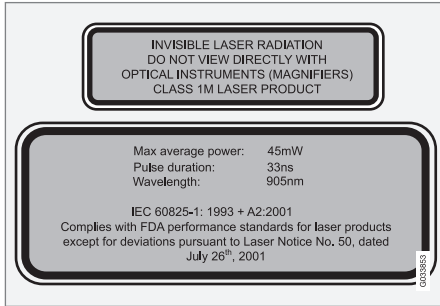 INVISIBLE LASER RADIATION
DO NOT VIEW DIRECTLY WITH
OPTICAL INSTRUMENTS (MAGNIFIERS)
CLASS 1M LASER PRODUCT
Max average power: 45mW
Pulse duration: 33ns
Wavelength: 905nm
IEC 60825-1: 1993 + A2:2001
Complies with FDA performance standards for laser products
except for deviations pursuant to Laser Notice No. 50, dated
July 26th, 2001
G033853